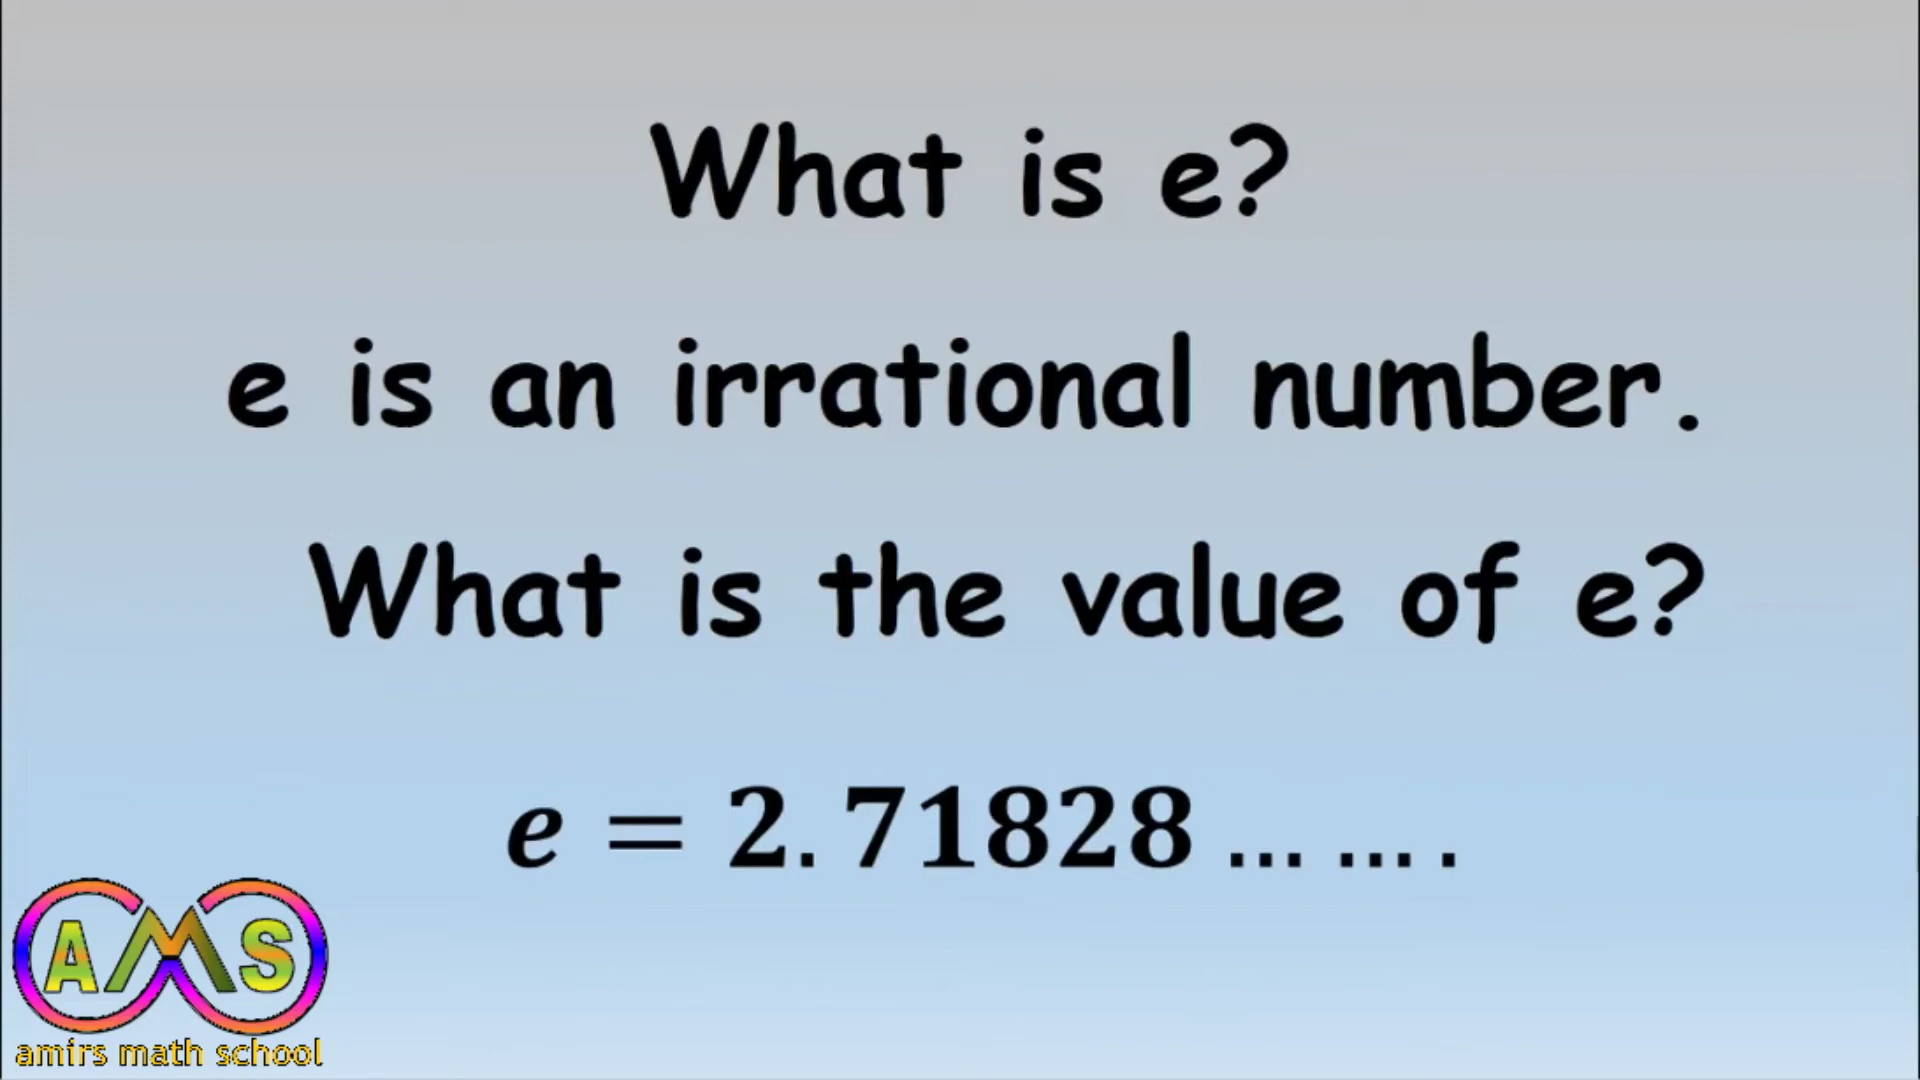 What is e?
e is an irrational number.
What is the value of e?
e = 2.71828 ... ... .
AMS
amirs math school